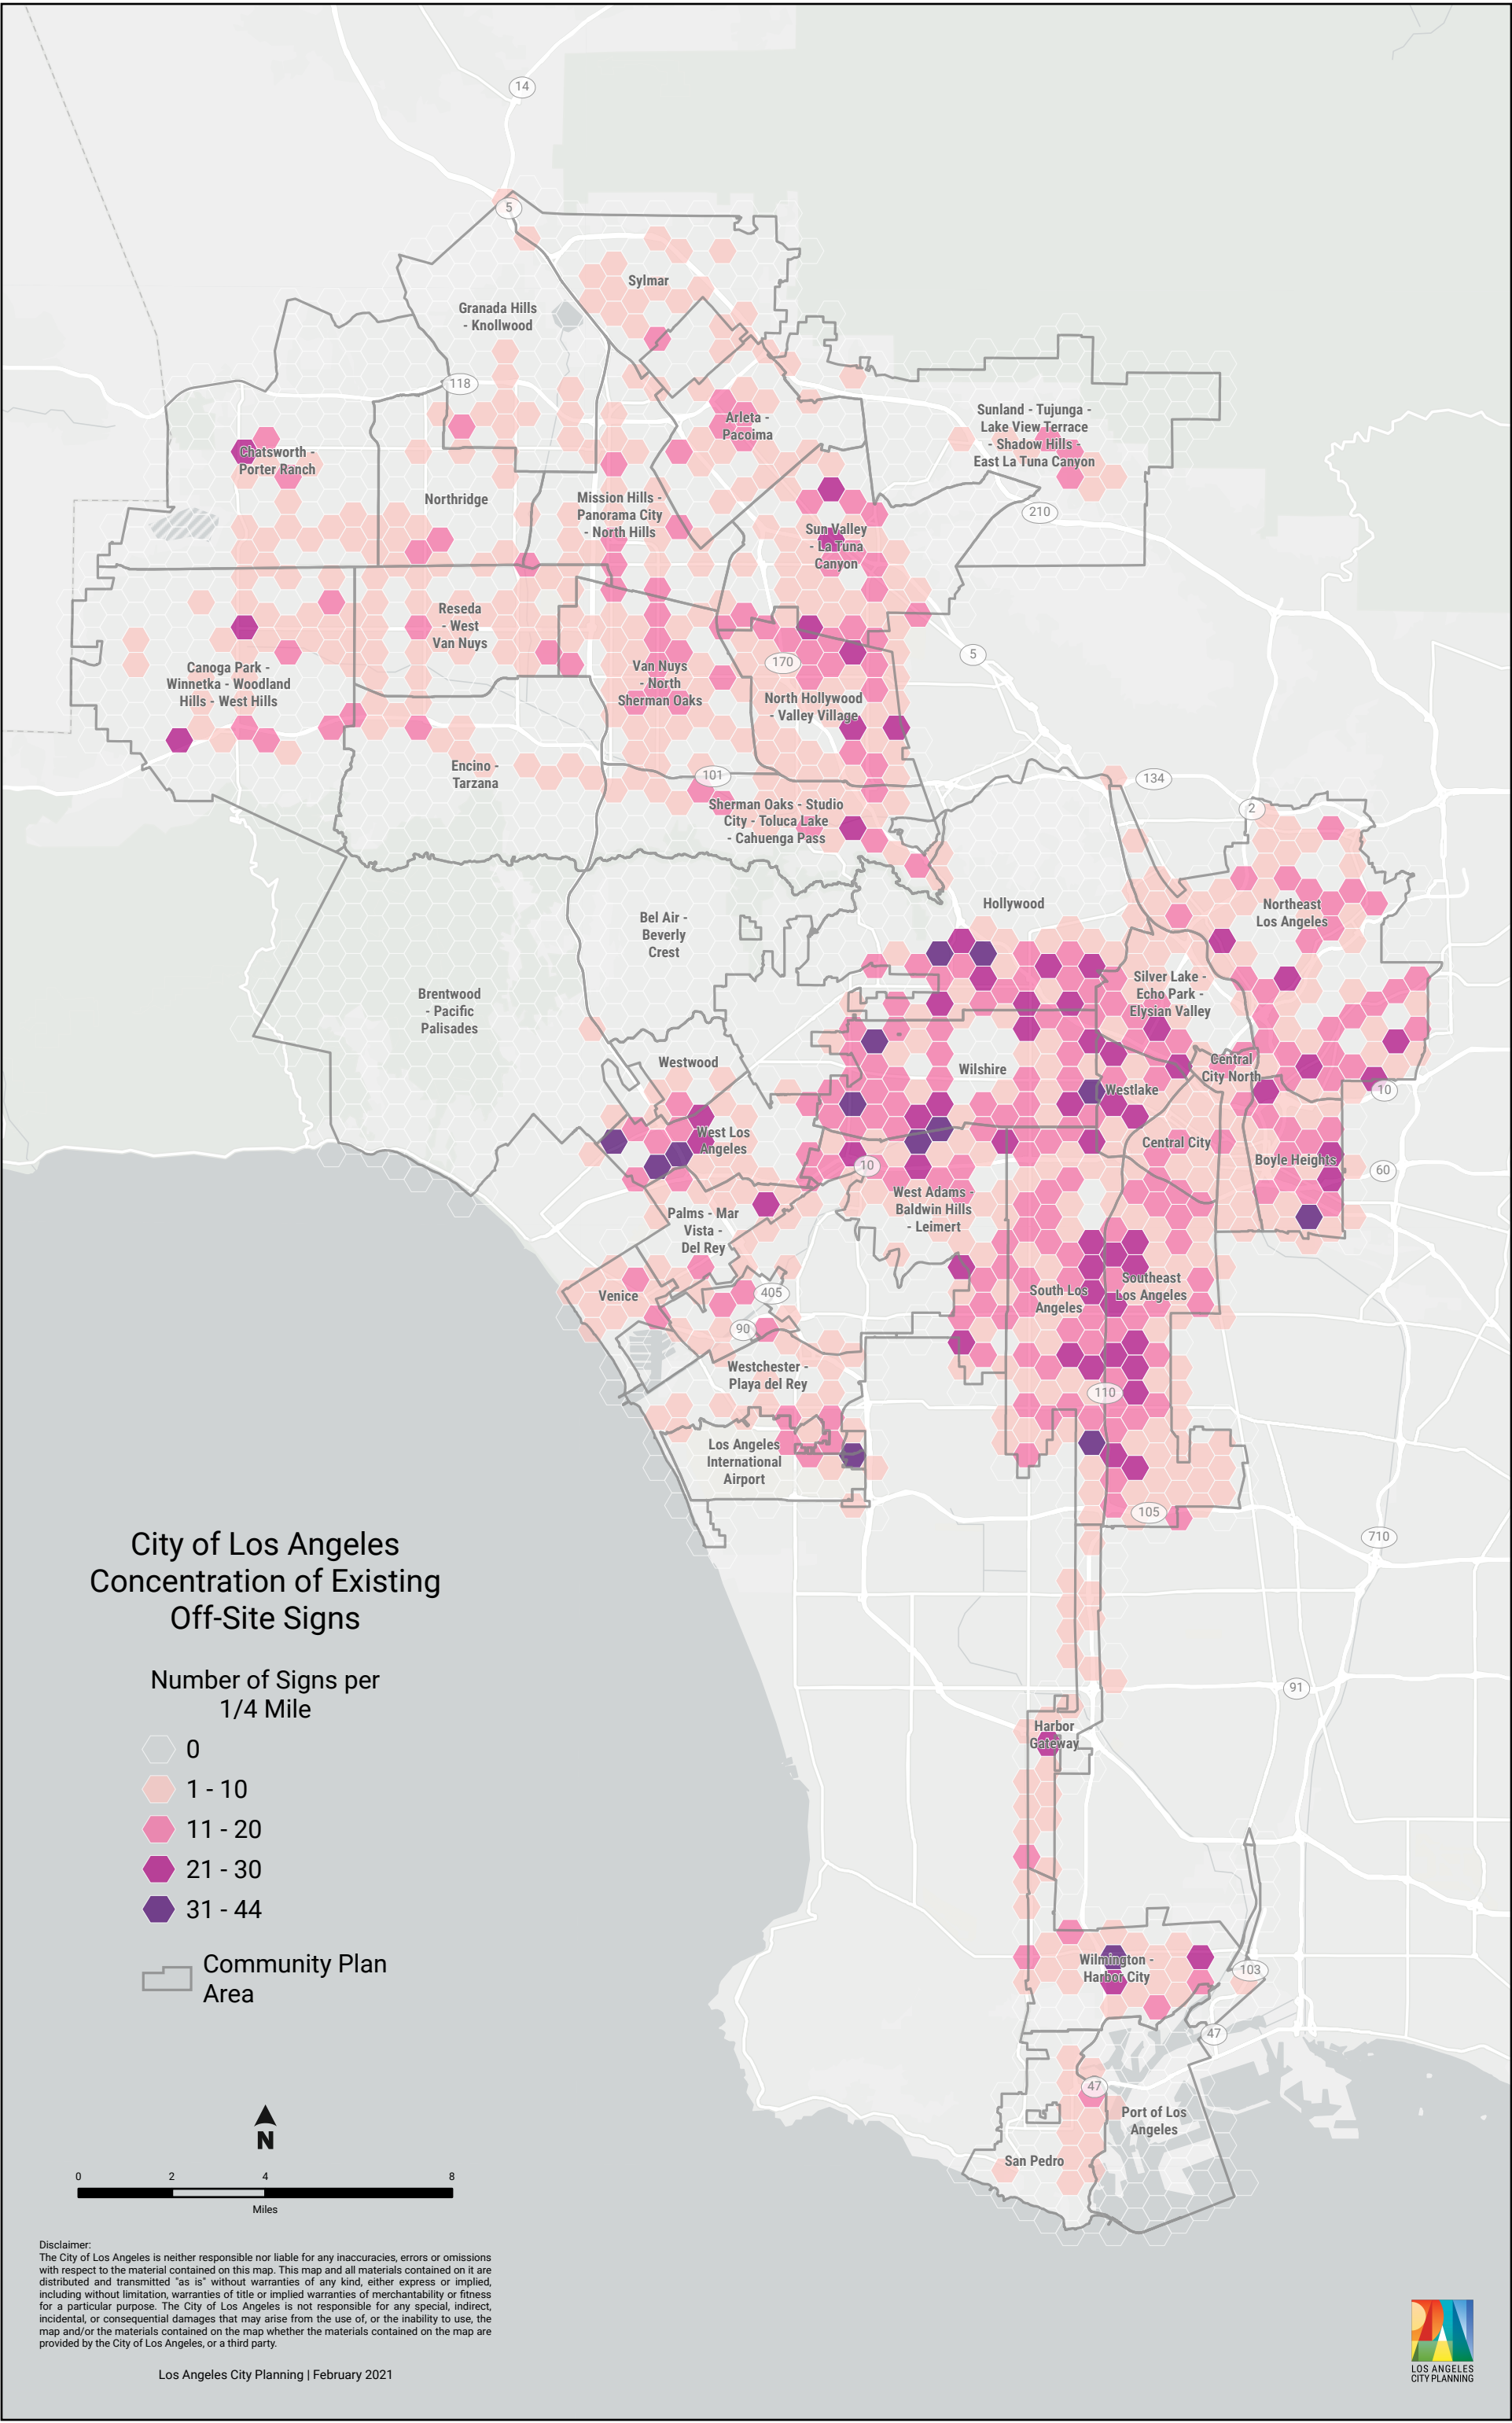 14
5
Sylmar
Granada Hills
- Knollwood
118
Arleta -
Pacoima
Sunland - Tujunga -
Lake View Terrace
- Shadow Hills -
East La Tuna Canyon
Chatsworth -
Porter Ranch
Northridge
Mission Hills -
Panorama City
- North Hills
210
Sun Valley
- La Tuna
Canyon
Reseda
- West
Van Nuys
5
170
Canoga Park -
Winnetka - Woodland
Hills - West Hills
Van Nuys
- North
Sherman Oaks
North Hollywood
- Valley Village
Encino -
Tarzana
101
134
Sherman Oaks - Studio
City - Toluca Lake
- Cahuenga Pass
2
Hollywood
Northeast
Los Angeles
Bel Air -
Beverly
Crest
Silver Lake -
Echo Park -
Elysian Valley
Brentwood
- Pacific
Palisades
Westwood
Wilshire
Central
City North
Westlake
10
West Los
Angeles
Central City
Boyle Heights
10
60
West Adams -
Baldwin Hills
- Leimert
Palms - Mar
Vista -
Del Rey
Venice
405
South Los
Angeles
Southeast
Los Angeles
90
Westchester -
Playa del Rey
110
Los Angeles
International
Airport
105
710
City of Los Angeles
Concentration of Existing
Off-Site Signs
Number of Signs per
1/4 Mile
0
1 - 10
11 - 20
21 - 30
31 - 44
Community Plan
Area
91
Harbor
Gateway
Wilmington -
Harbor City
103
47
47
Port of Los
Angeles
San Pedro
N
0 2 4 8
Miles
Disclaimer:
The City of Los Angeles is neither responsible nor liable for any inaccuracies, errors or omissions
with respect to the material contained on this map. This map and all materials contained on it are
distributed and transmitted "as is" without warranties of any kind, either express or implied,
including without limitation, warranties of title or implied warranties of merchantability or fitness
for a particular purpose. The City of Los Angeles is not responsible for any special, indirect,
incidental, or consequential damages that may arise from the use of, or the inability to use, the
map and/or the materials contained on the map whether the materials contained on the map are
provided by the City of Los Angeles, or a third party.
Los Angeles City Planning | February 2021
LOS ANGELES
CITY PLANNING